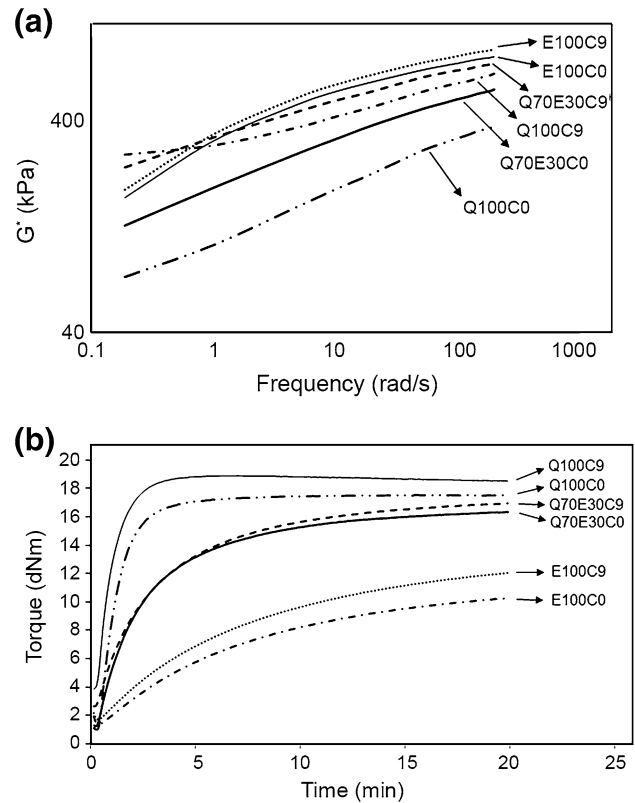 (a)
E100C9
E100C0
Q70E30C9*
Q100C9
Q70E30C0
Q100C0
400
40
G* (kPa)
0.1 1 10 100 1000
Frequency (rad/s)
(b)
20
18
16
14
12
10
8
6
4
2
0
Torque (dNm)
Q100C9
Q100C0
Q70E30C9
Q70E30C0
E100C9
E100C0
0 5 10 15 20 25
Time (min)